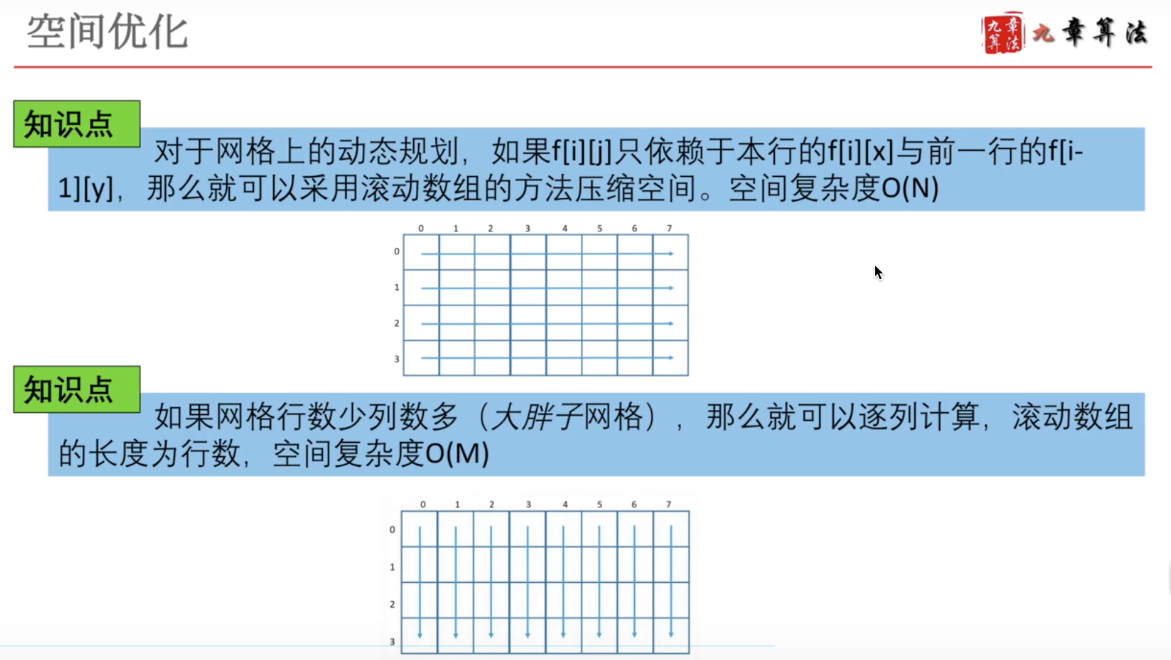 空间优化
九章算法
九章算法
知识点
对于网格上的动态规划，如果f[i][j]只依赖于本行的f[i][x]与前一行的f[i-
1][y]，那么就可以采用滚动数组的方法压缩空间。空间复杂度O(N)
0 1 2 3 4 5 6 7
0
1
2
3
知识点
如果网格行数少列数多（大胖子网格），那么就可以逐列计算，滚动数组
的长度为行数，空间复杂度O(M)
0 1 2 3 4 5 6 7
0
1
2
3